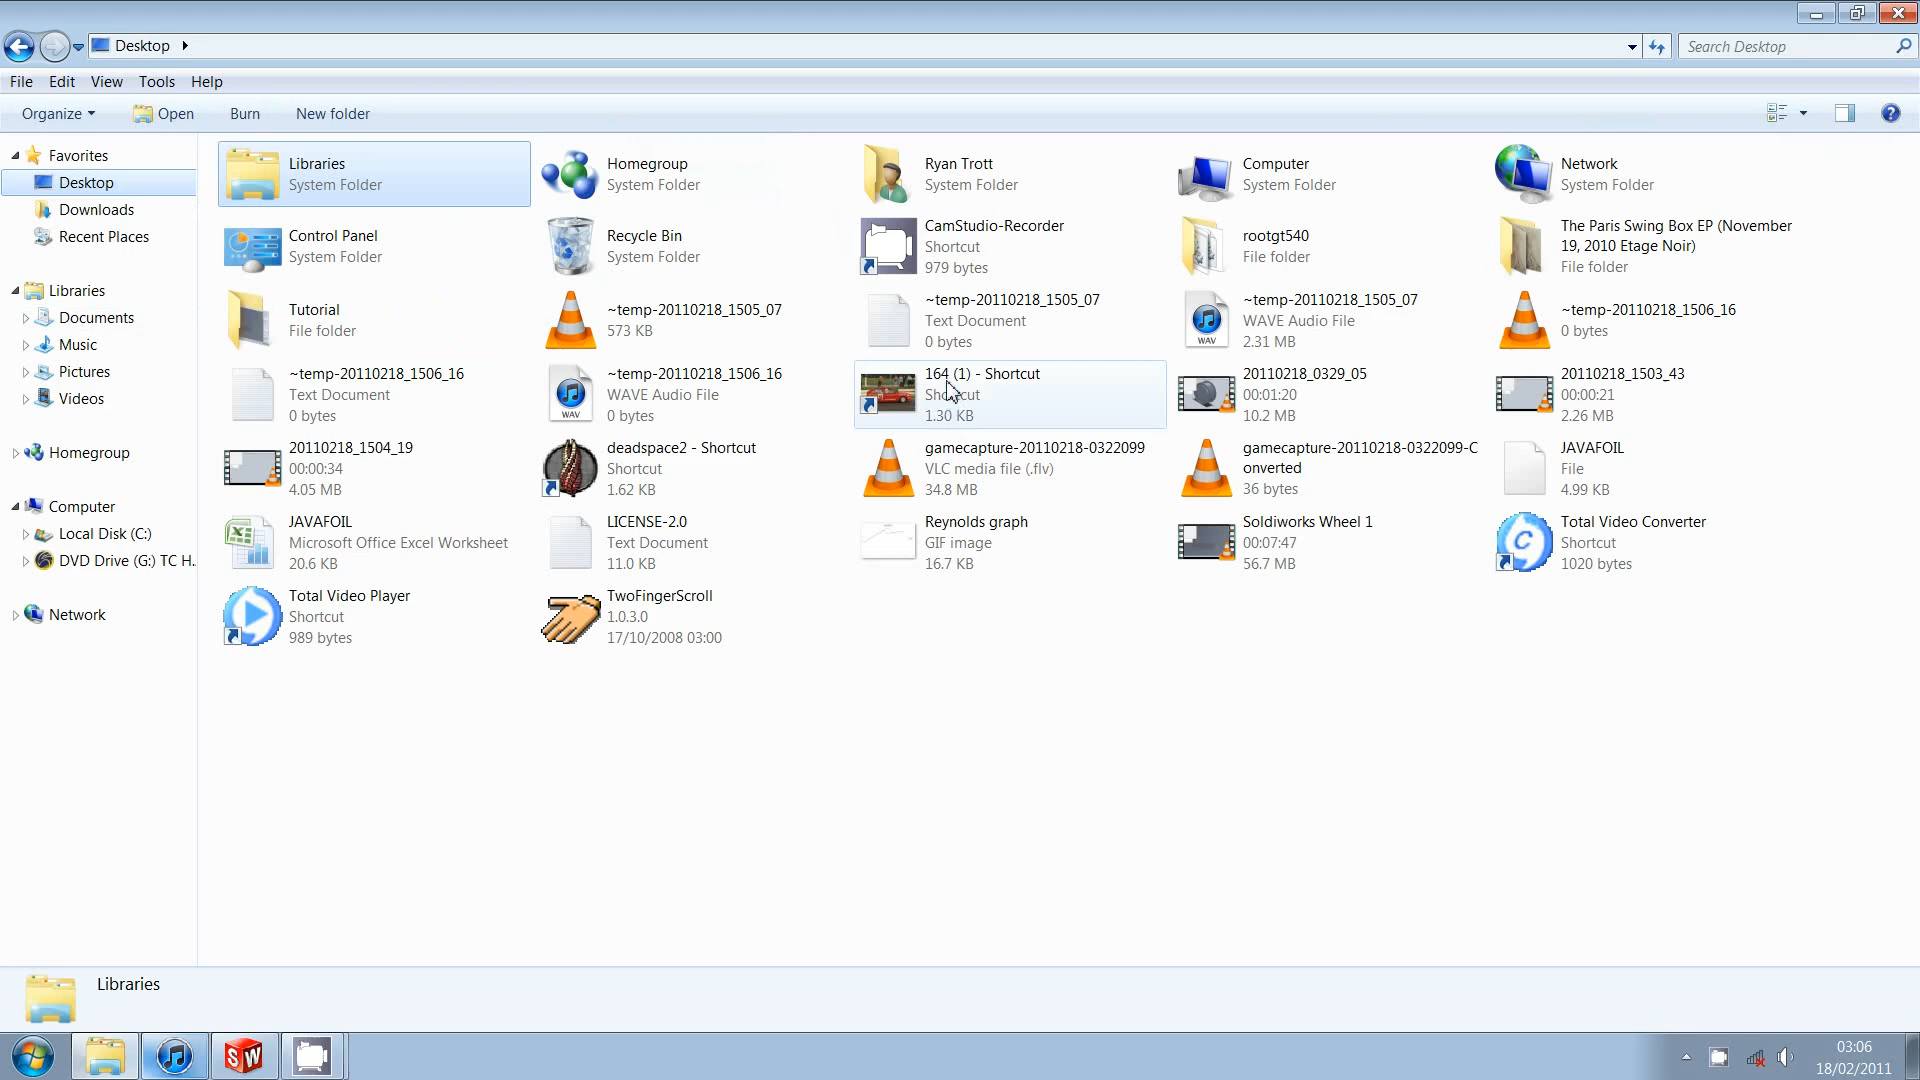 Desktop
Search Desktop
File Edit View Tools Help
Organize Open Burn New folder
Favorites
Desktop
Downloads
Recent Places
Libraries
Documents
Music
Pictures
Videos
Homegroup
Computer
Local Disk (C:)
DVD Drive (G:) TC H..
Network
Libraries
System Folder
Homegroup
System Folder
Ryan Trott
System Folder
Computer
System Folder
Network
System Folder
Control Panel
System Folder
Recycle Bin
System Folder
CamStudio-Recorder
Shortcut
979 bytes
rootgt540
File folder
The Paris Swing Box EP (November
19, 2010 Etage Noir)
File folder
Tutorial
File folder
~temp-20110218_1505_07
573 KB
~temp-20110218_1505_07
Text Document
0 bytes
~temp-20110218_1505_07
WAVE Audio File
2.31 MB
WAV
~temp-20110218_1506_16
0 bytes
~temp-20110218_1506_16
Text Document
0 bytes
~temp-20110218_1506_16
WAVE Audio File
0 bytes
WAV
164 (1) - Shortcut
Shortcut
1.30 KB
20110218_0329_05
00:01:20
10.2 MB
20110218_1503_43
00:00:21
2.26 MB
20110218_1504_19
00:00:34
4.05 MB
deadspace2 - Shortcut
Shortcut
1.62 KB
gamecapture-20110218-0322099
VLC media file (.flv)
34.8 MB
gamecapture-20110218-0322099-C
onverted
36 bytes
JAVAFOIL
File
4.99 KB
JAVAFOIL
Microsoft Office Excel Worksheet
20.6 KB
LICENSE-2.0
Text Document
11.0 KB
Reynolds graph
GIF image
16.7 KB
Soldiworks Wheel 1
00:07:47
56.7 MB
Total Video Converter
Shortcut
1020 bytes
Total Video Player
Shortcut
989 bytes
TwoFingerScroll
1.0.3.0
17/10/2008 03:00
Libraries
SW
03:06
18/02/2011